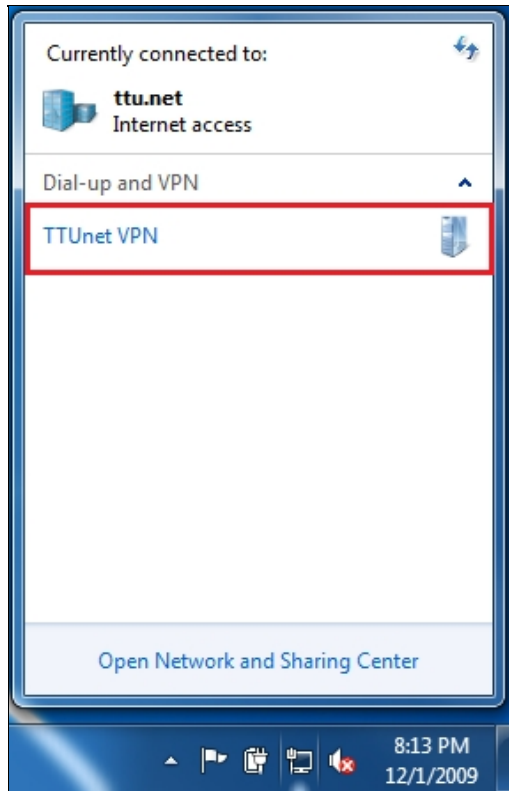 Currently connected to:
ttu.net
Internet access
Dial-up and VPN
TTUnet VPN
Open Network and Sharing Center
8:13 PM
12/1/2009